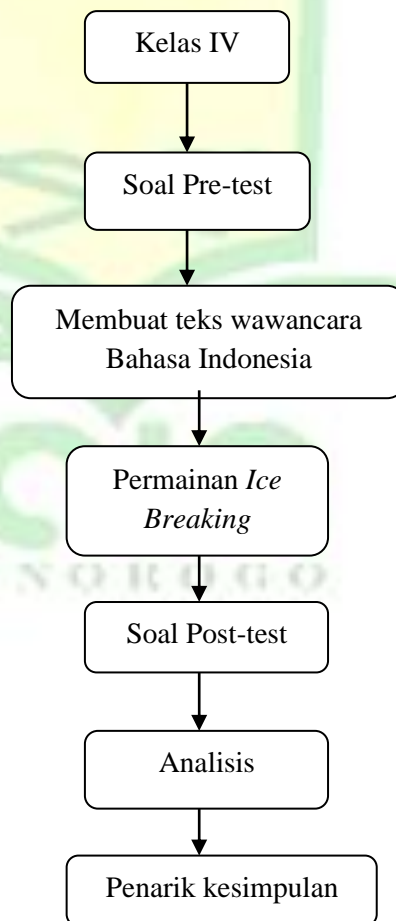 Kelas IV
Soal Pre-test
Membuat teks wawancara
Bahasa Indonesia
Permainan Ice
Breaking
NOROGO
Soal Post-test
Analisis
Penarik kesimpulan